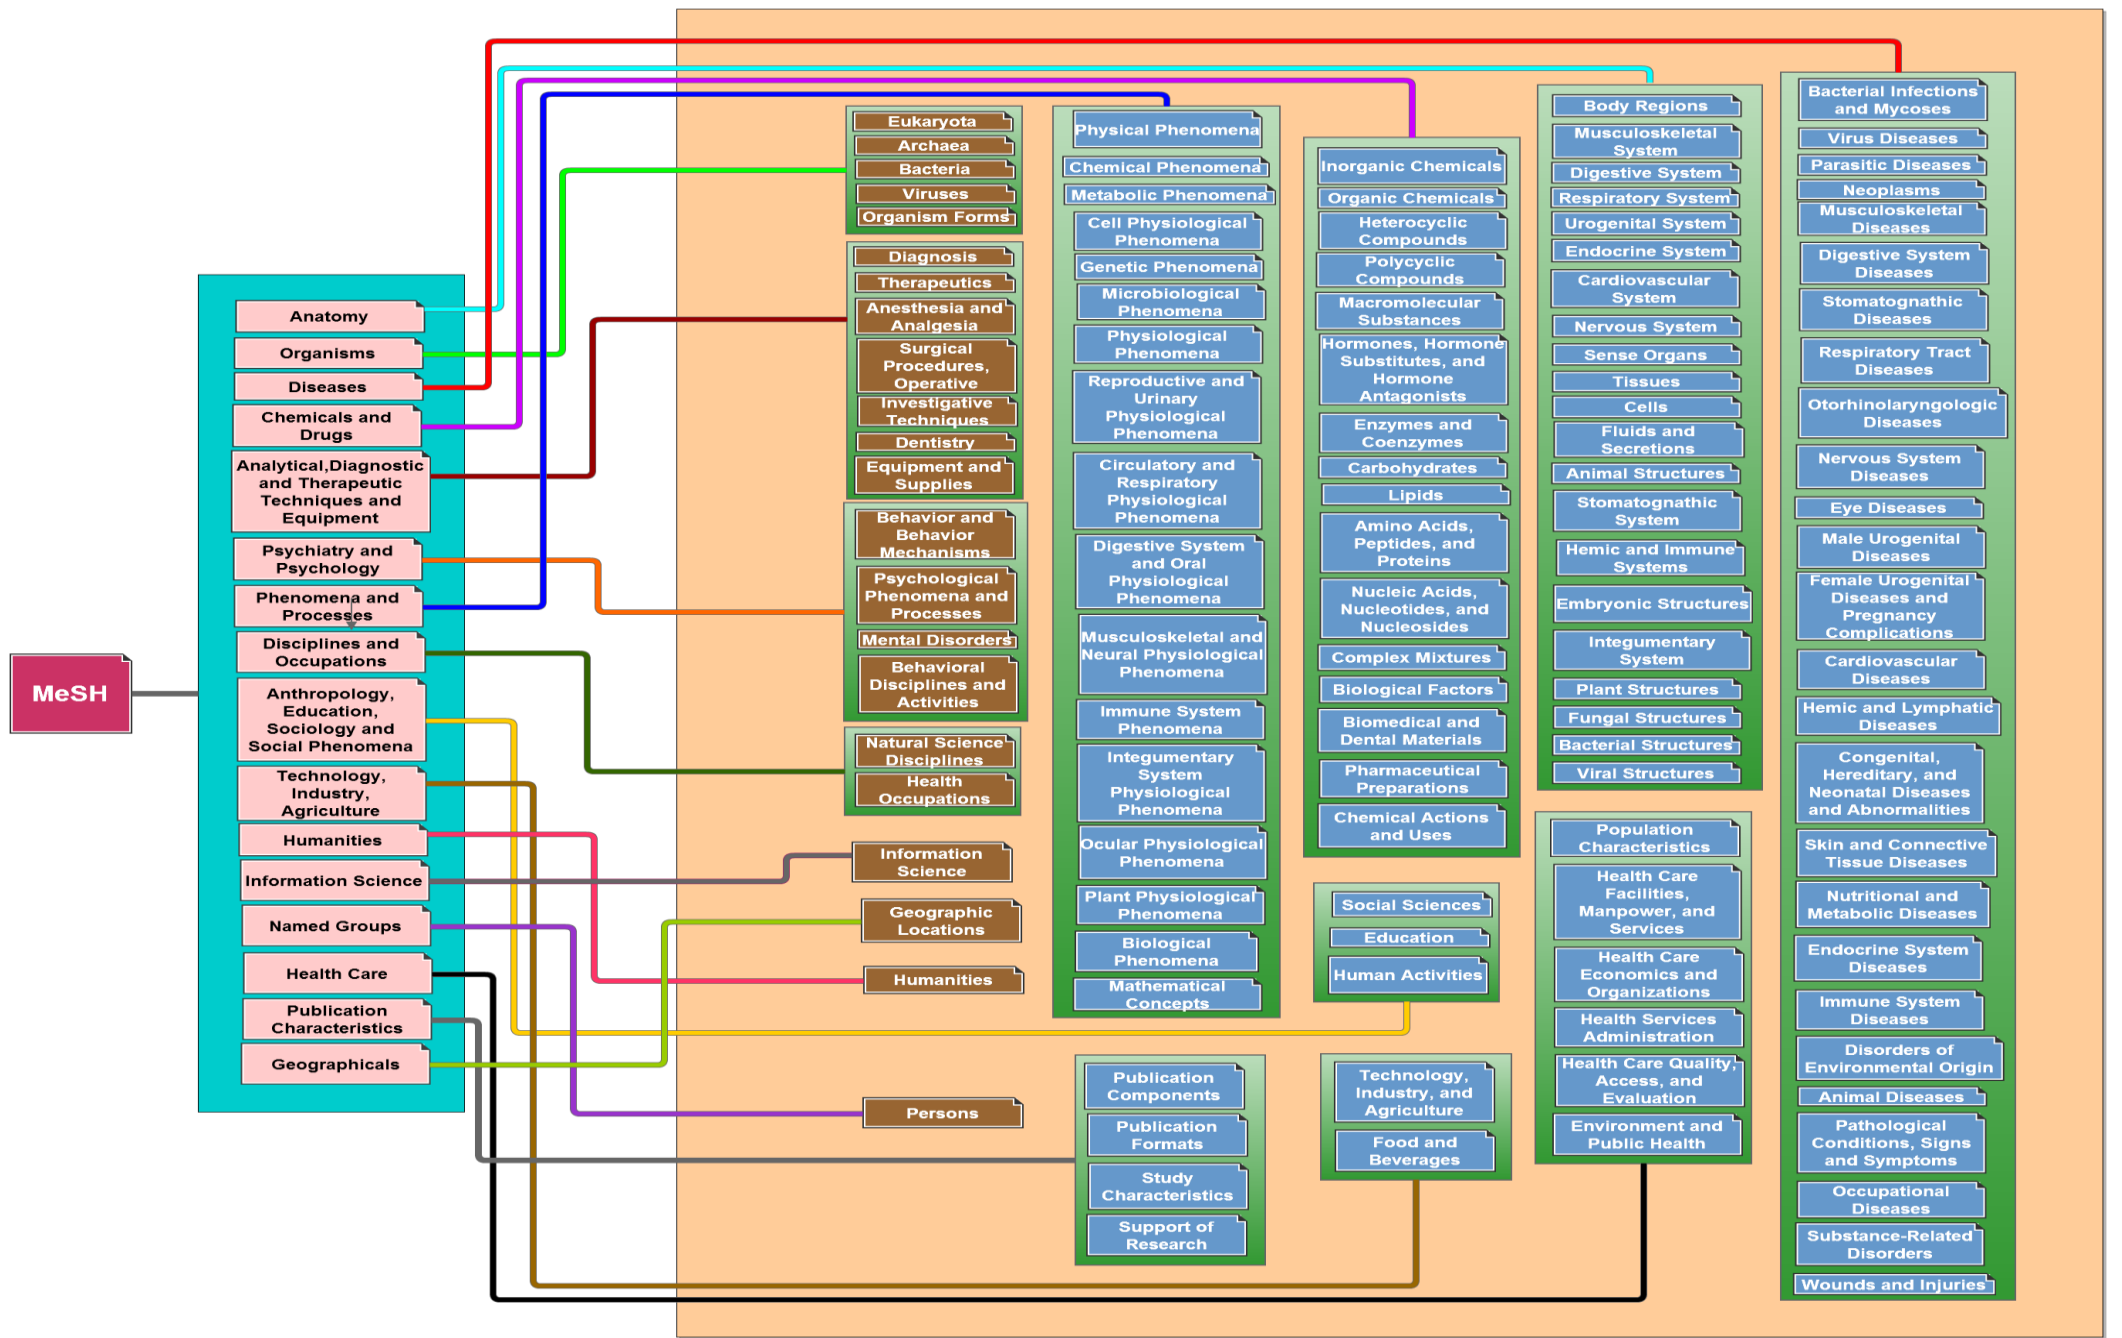 MeSH
Anatomy
Organisms
Diseases
Chemicals and
Drugs
Analytical,Diagnostic
and Therapeutic
Techniques and
Equipment
Psychiatry and
Psychology
Phenomena and
Processes
Disciplines and
Occupations
Anthropology,
Education,
Sociology and
Social Phenomena
Technology,
Industry,
Agriculture
Humanities
Information Science
Named Groups
Health Care
Publication
Characteristics
Geographicals
Eukaryota
Archaea
Bacteria
Viruses
Organism Forms
Diagnosis
Therapeutics
Anesthesia and
Analgesia
Surgical
Procedures,
Operative
Investigative
Techniques
Dentistry
Equipment and
Supplies
Behavior and
Behavior
Mechanisms
Psychological
Phenomena and
Processes
Mental Disorders
Behavioral
Disciplines and
Activities
Natural Science
Disciplines
Health
Occupations
Information
Science
Geographic
Locations
Humanities
Persons
Physical Phenomena
Chemical Phenomena
Metabolic Phenomena
Cell Physiological
Phenomena
Genetic Phenomena
Microbiological
Phenomena
Physiological
Phenomena
Reproductive and
Urinary
Physiological
Phenomena
Circulatory and
Respiratory
Physiological
Phenomena
Digestive System
and Oral
Physiological
Phenomena
Musculoskeletal and
Neural Physiological
Phenomena
Immune System
Phenomena
Integumentary
System
Physiological
Phenomena
Ocular Physiological
Phenomena
Plant Physiological
Phenomena
Biological
Phenomena
Mathematical
Concepts
Publication
Components
Publication
Formats
Study
Characteristics
Support of
Research
Inorganic Chemicals
Organic Chemicals
Heterocyclic
Compounds
Polycyclic
Compounds
Macromolecular
Substances
Hormones, Hormone
Substitutes, and
Hormone
Antagonists
Enzymes and
Coenzymes
Carbohydrates
Lipids
Amino Acids,
Peptides, and
Proteins
Nucleic Acids,
Nucleotides, and
Nucleosides
Complex Mixtures
Biological Factors
Biomedical and
Dental Materials
Pharmaceutical
Preparations
Chemical Actions
and Uses
Social Sciences
Education
Human Activities
Technology,
Industry, and
Agriculture
Food and
Beverages
Body Regions
Musculoskeletal
System
Digestive System
Respiratory System
Urogenital System
Endocrine System
Cardiovascular
System
Nervous System
Sense Organs
Tissues
Cells
Fluids and
Secretions
Animal Structures
Stomatognathic
System
Hemic and Immune
Systems
Embryonic Structures
Integumentary
System
Plant Structures
Fungal Structures
Bacterial Structures
Viral Structures
Population
Characteristics
Health Care
Facilities,
Manpower, and
Services
Health Care
Economics and
Organizations
Health Services
Administration
Health Care Quality,
Access, and
Evaluation
Environment and
Public Health
Bacterial Infections
and Mycoses
Virus Diseases
Parasitic Diseases
Neoplasms
Musculoskeletal
Diseases
Digestive System
Diseases
Stomatognathic
Diseases
Respiratory Tract
Diseases
Otorhinolaryngologic
Diseases
Nervous System
Diseases
Eye Diseases
Male Urogenital
Diseases
Female Urogenital
Diseases and
Pregnancy
Complications
Cardiovascular
Diseases
Hemic and Lymphatic
Diseases
Congenital,
Hereditary, and
Neonatal Diseases
and Abnormalities
Skin and Connective
Tissue Diseases
Nutritional and
Metabolic Diseases
Endocrine System
Diseases
Immune System
Diseases
Disorders of
Environmental Origin
Animal Diseases
Pathological
Conditions, Signs
and Symptoms
Occupational
Diseases
Substance-Related
Disorders
Wounds and Injuries